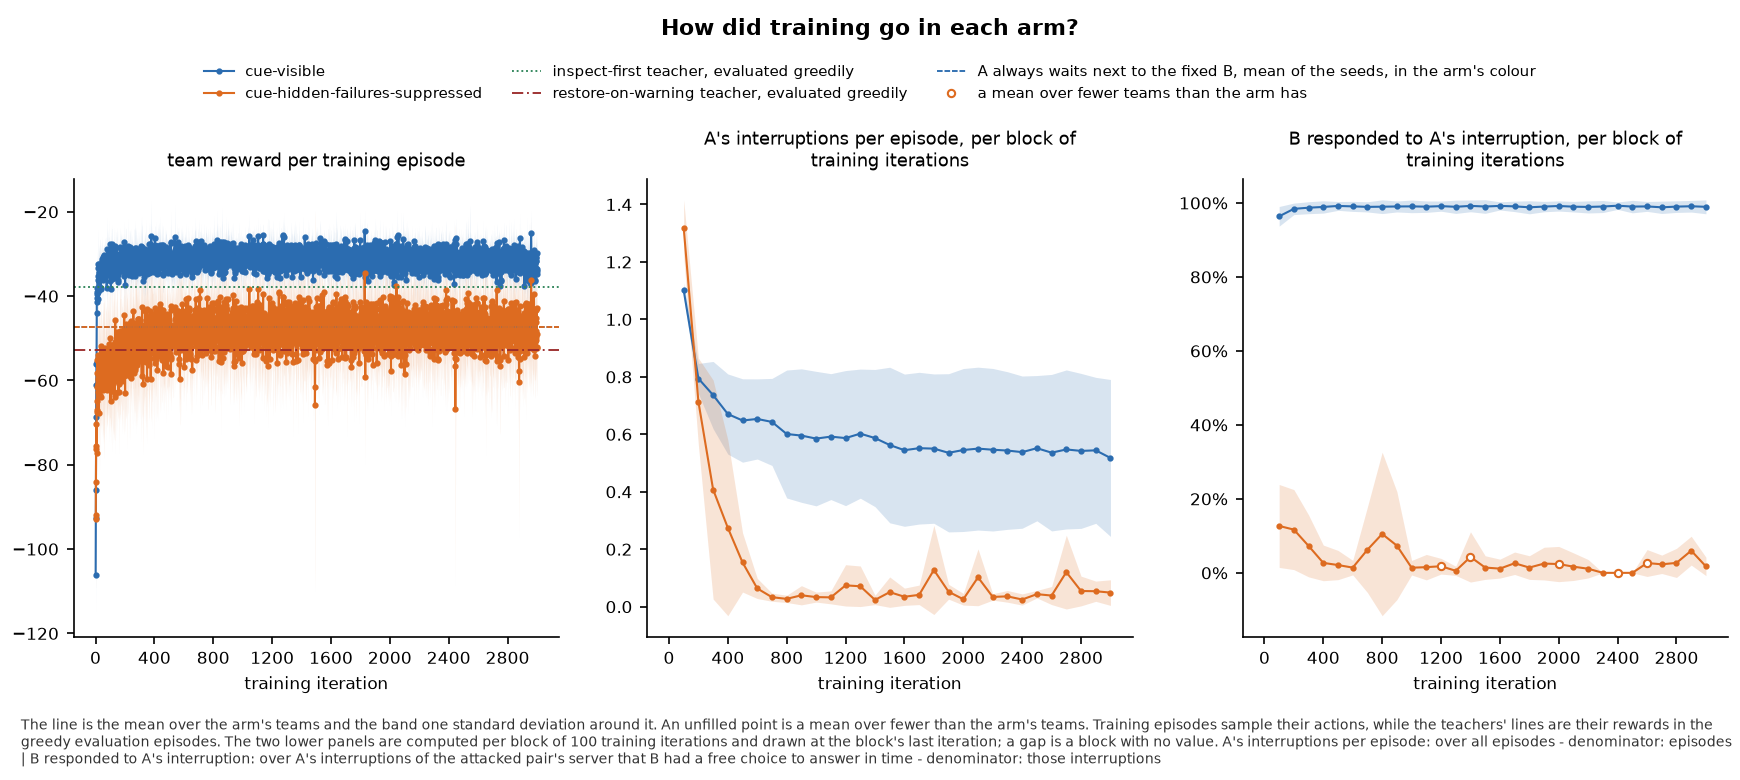 How did training go in each arm?
cue-visible
cue-hidden-failures-suppressed
inspect-first teacher, evaluated greedily
restore-on-warning teacher, evaluated greedily
A always waits next to the fixed B, mean of the seeds, in the arm's colour
a mean over fewer teams than the arm has
team reward per training episode
−20
−40
−60
−80
−100
−120
0 400 800 1200 1600 2000 2400 2800
training iteration
A's interruptions per episode, per block of
training iterations
1.4
1.2
1.0
0.8
0.6
0.4
0.2
0.0
0 400 800 1200 1600 2000 2400 2800
training iteration
B responded to A's interruption, per block of
training iterations
100%
80%
60%
40%
20%
0%
0 400 800 1200 1600 2000 2400 2800
training iteration
The line is the mean over the arm's teams and the band one standard deviation around it. An unfilled point is a mean over fewer than the arm's teams. Training episodes sample their actions, while the teachers' lines are their rewards in the
greedy evaluation episodes. The two lower panels are computed per block of 100 training iterations and drawn at the block's last iteration; a gap is a block with no value. A's interruptions per episode: over all episodes - denominator: episodes
| B responded to A's interruption: over A's interruptions of the attacked pair's server that B had a free choice to answer in time - denominator: those interruptions